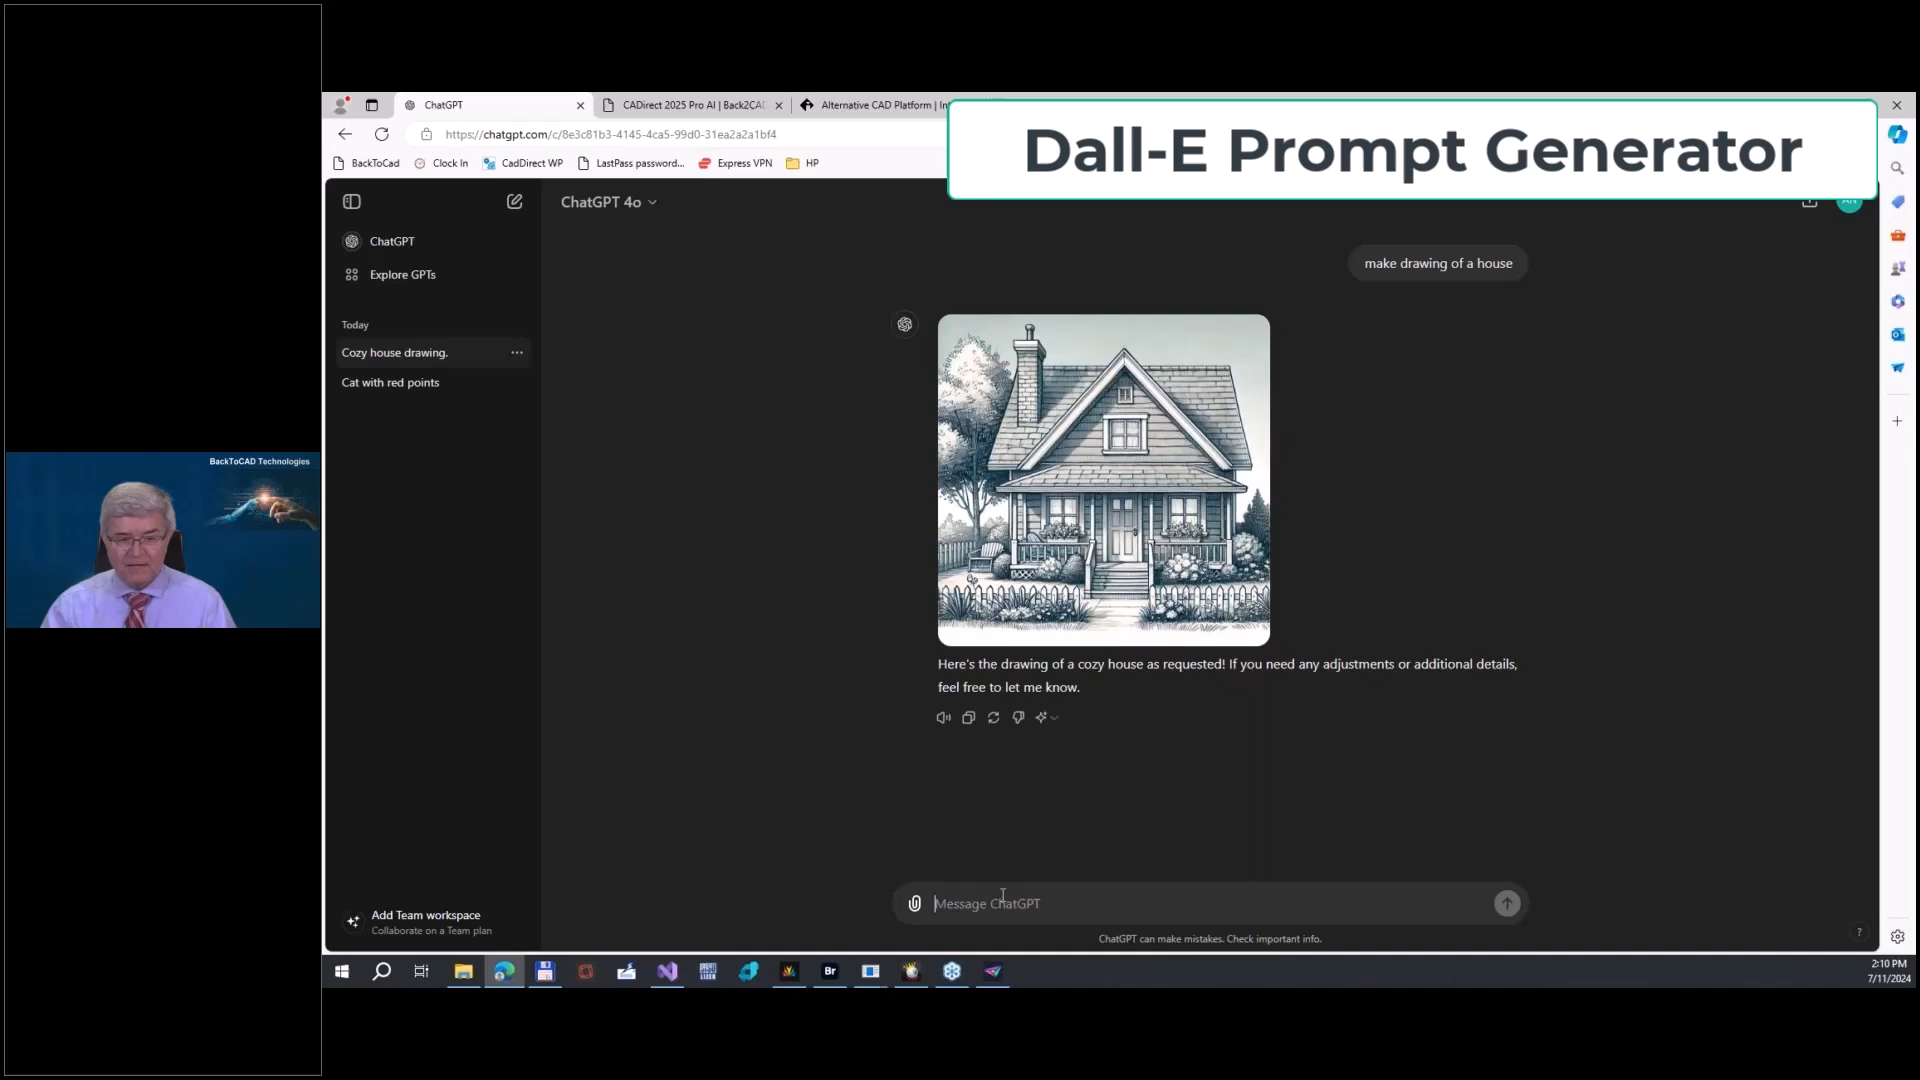 BackToCAD Technologies
ChatGPT
CADirect 2025 Pro AI | Back2CAD
Alternative CAD Platform | In
https://chatgpt.com/c/8e3c81b3-4145-4ca5-99d0-31ea2a2a1bf4
Dall-E Prompt Generator
BackToCad
Clock In
CadDirect WP
LastPass password...
Express VPN
HP
ChatGPT 4o
ChatGPT
Explore GPTs
Today
Cozy house drawing.
Cat with red points
make drawing of a house
Here's the drawing of a cozy house as requested! If you need any adjustments or additional details,
feel free to let me know.
Add Team workspace
Collaborate on a Team plan
Message ChatGPT
ChatGPT can make mistakes. Check important info.
?
Br
2:10 PM
7/11/2024